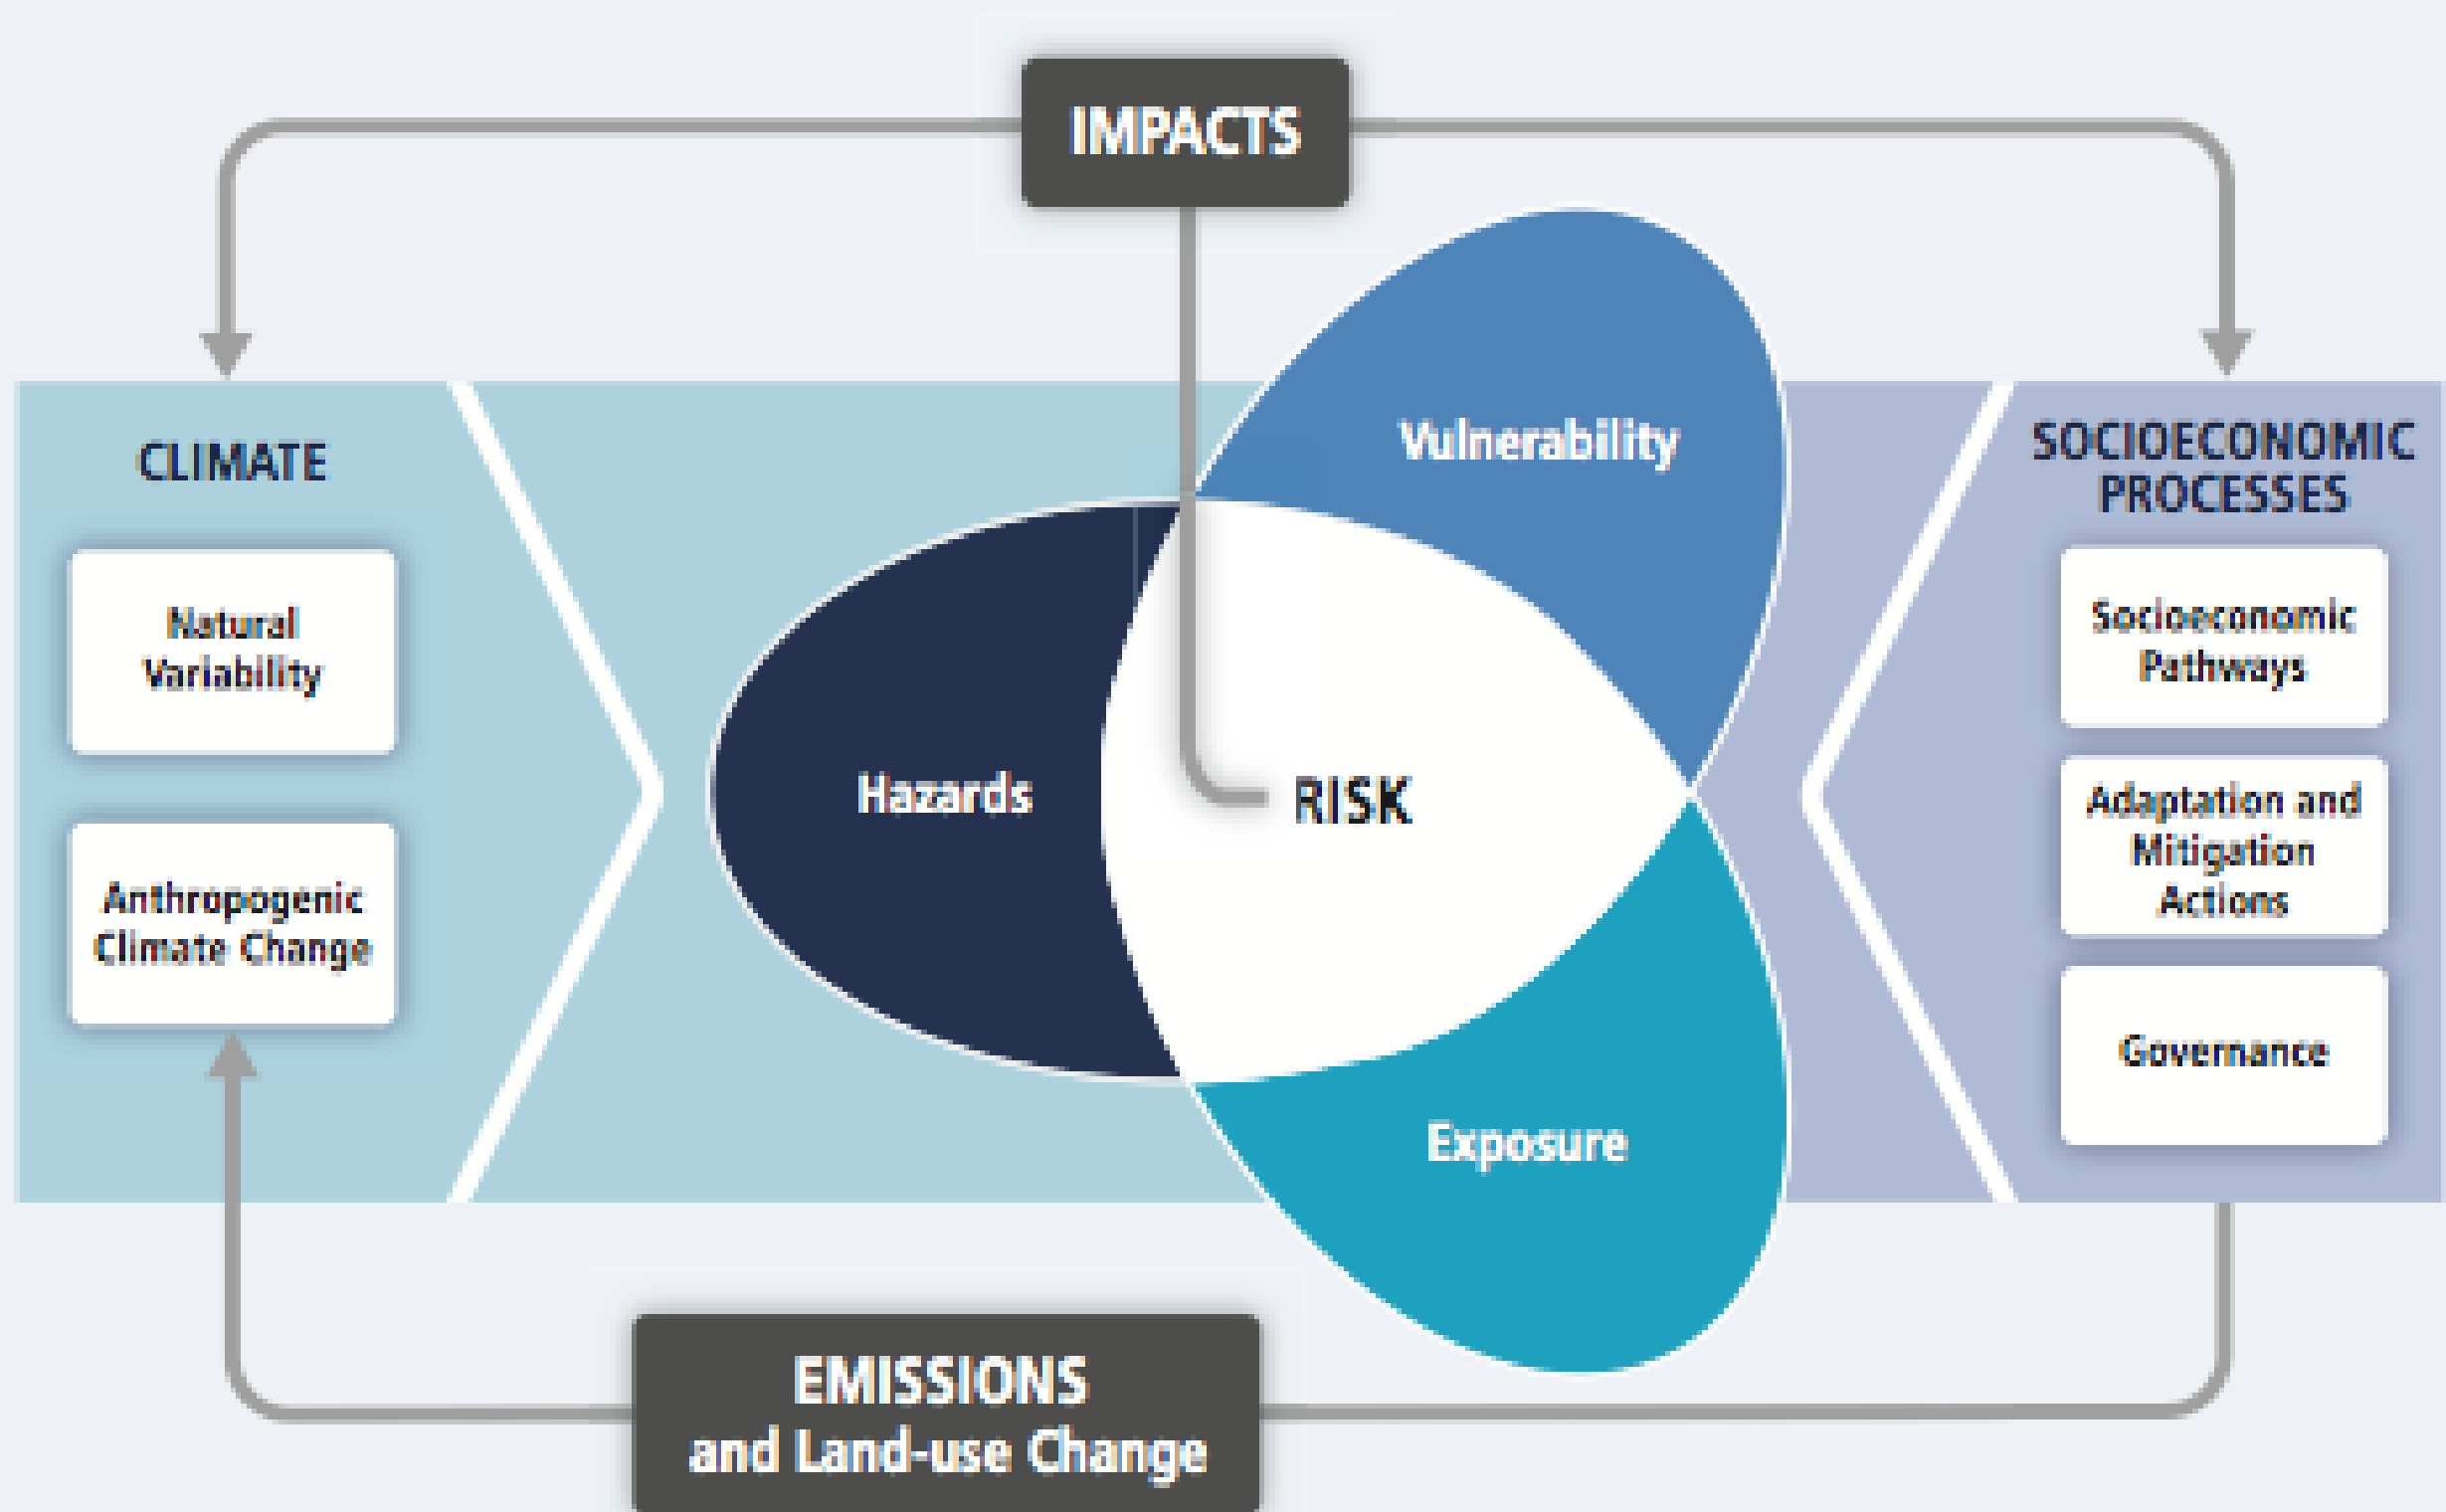 IMPACTS
CLIMATE
Natural
Variability
Anthropogenic
Climate Change
Vulnerability
Hazards
RISK
Exposure
SOCIOECONOMIC
PROCESSES
Socioeconomic
Pathways
Adaptation and
Mitigation
Actions
Governance
EMISSIONS
and Land-use Change